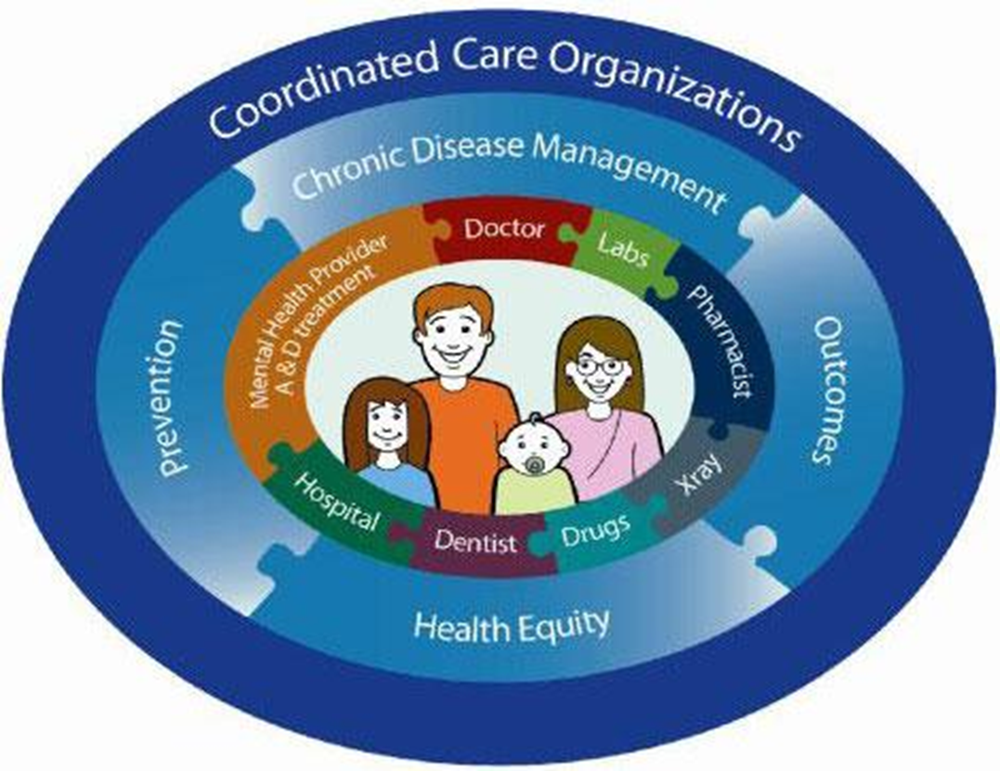 Coordinated Care Organizations
Chronic Disease Management
Outcomes
Health Equity
Prevention
Doctor
Labs
Pharmacist
Xray
Drugs
Dentist
Hospital
Mental Health Provider
A & D treatment